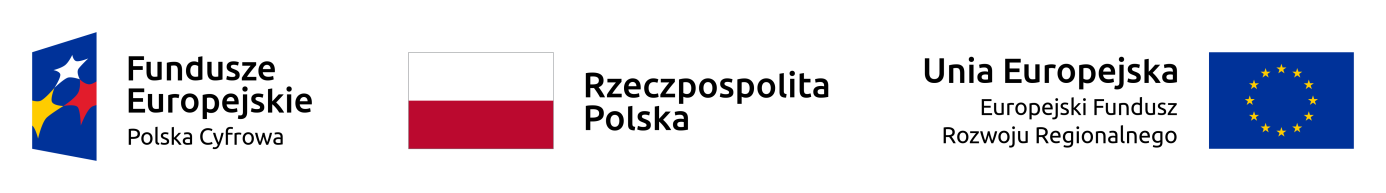 Fundusze
Europejskie
Polska Cyfrowa
Rzeczpospolita
Polska
Unia Europejska
Europejski Fundusz
Rozwoju Regionalnego